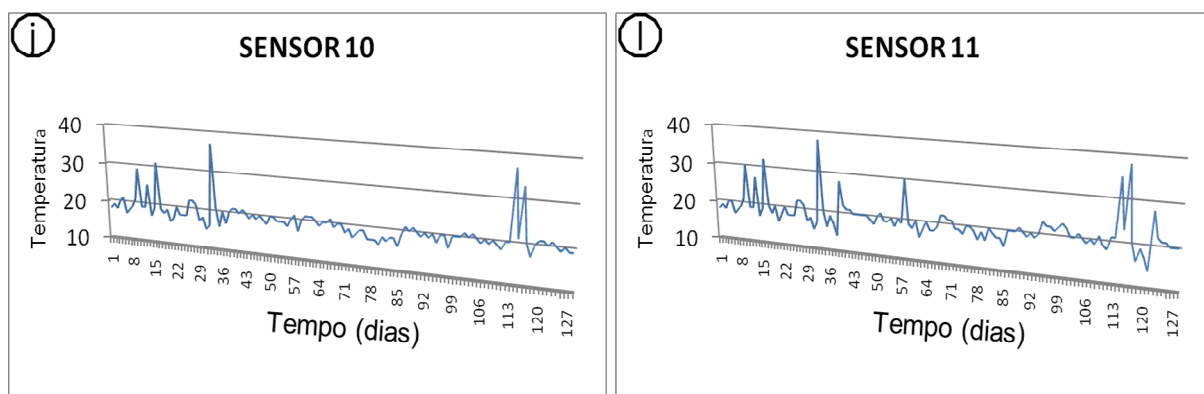 j
SENSOR 10
Temperatura
40
30
20
10
1 8 15 22 29 36 43 50 57 64 71 78 85 92 99 106 113 120 127
Tempo (dias)
l
SENSOR 11
Temperatura
40
30
20
10
1 8 15 22 29 36 43 50 57 64 71 78 85 92 99 106 113 120 127
Tempo (dias)